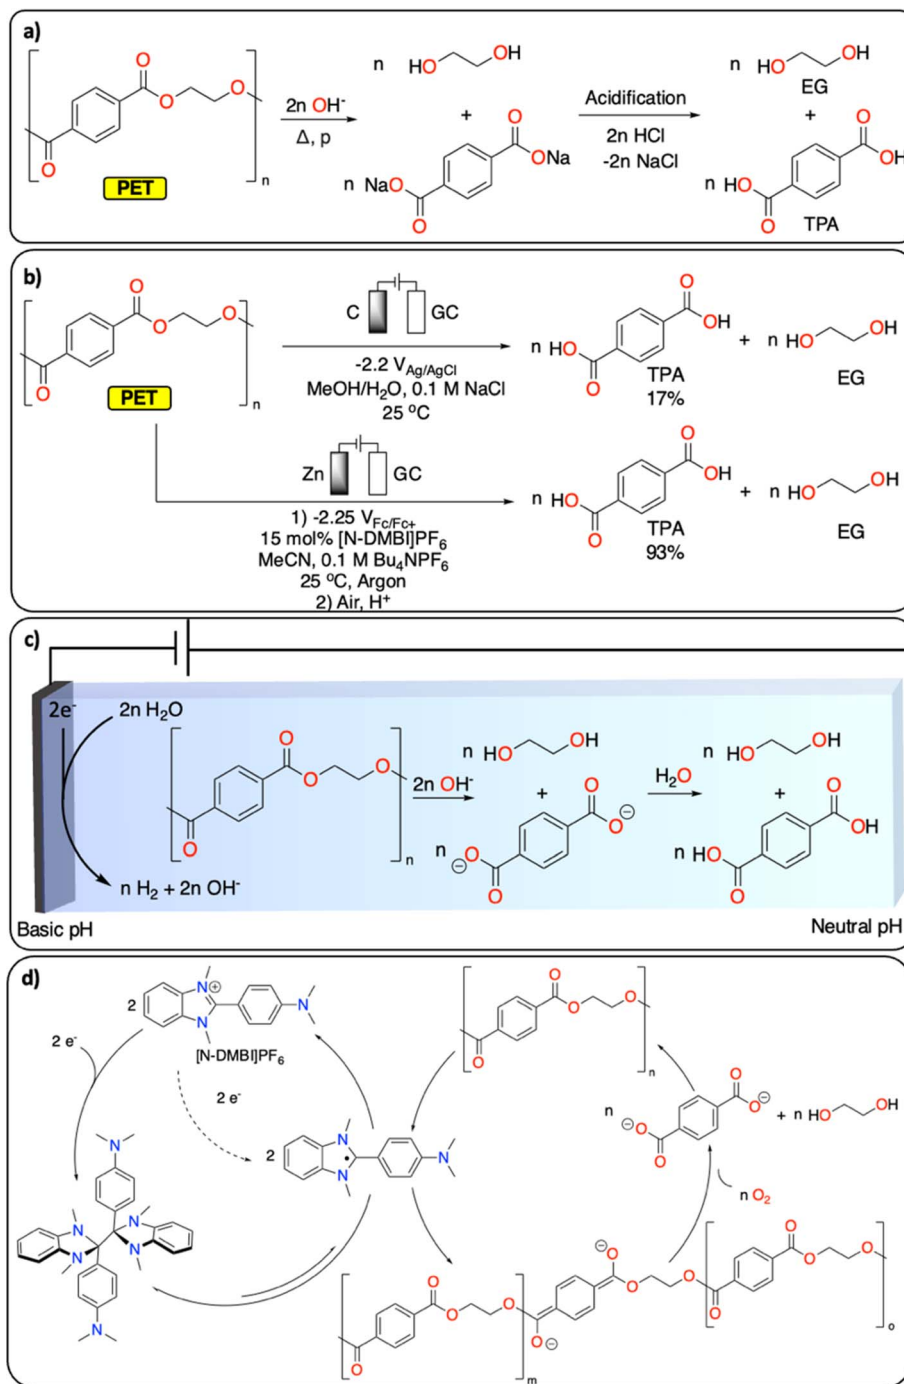 a)
O
O
O
O
n
PET
2n OH-
Δ, p
n
HO
OH
+
n
NaO
O
O
ONa
Acidification
2n HCl
-2n NaCl
n
HO
OH
EG
+
n
HO
O
O
OH
TPA
b)
O
O
O
O
n
PET
C
GC
-2.2 VAg/AgCl
MeOH/H2O, 0.1 M NaCl
25 oC
n
HO
O
O
OH
TPA
17%
+
n
HO
OH
EG
Zn
GC
1) -2.25 VFc/Fc+
15 mol% [N-DMBI]PF6
MeCN, 0.1 M Bu4NPF6
25 oC, Argon
2) Air, H+
n
HO
O
O
OH
TPA
93%
+
n
HO
OH
EG
c)
2e-
2n H2O
n H2 + 2n OH-
O
O
O
O
n
2n OH-
n
HO
OH
+
n
O
O
O
O
H2O
n
HO
OH
+
n
HO
O
O
OH
Basic pH
Neutral pH
d)
2
N
N
N
[N-DMBI]PF6
2 e-
2 e-
2
N
N
N
N
N
N
N
N
N
O
O
O
O
n
n
O
O
O
O
+ n
HO
OH
n O2
O
O
O
O
m
O
O
O
O
O
O
O
O
o